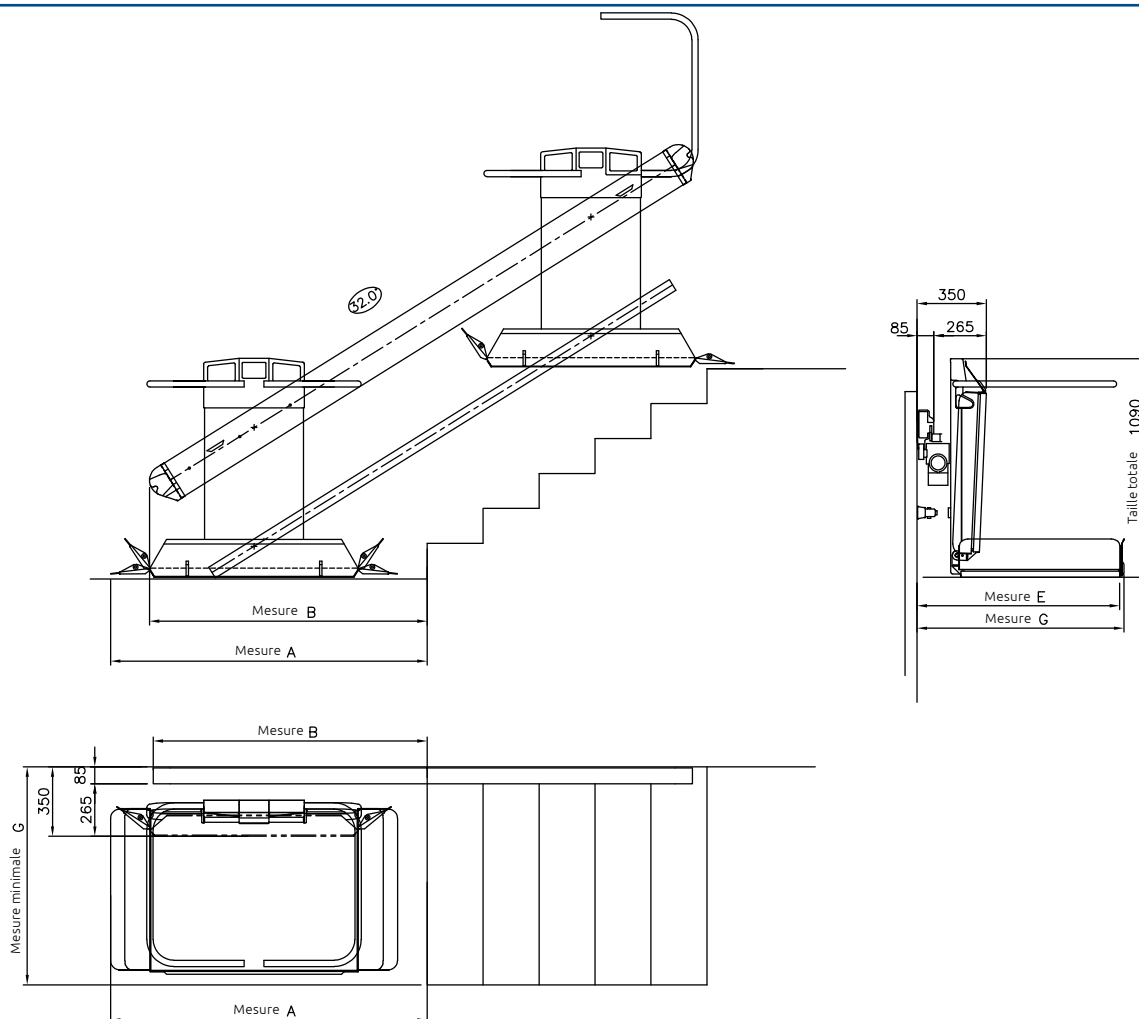 32.0°
350
85
265
Taille totale 1090
Mesure E
Mesure G
Mesure B
Mesure A
Mesure B
85
350
265
Mesure minimale G
Mesure A